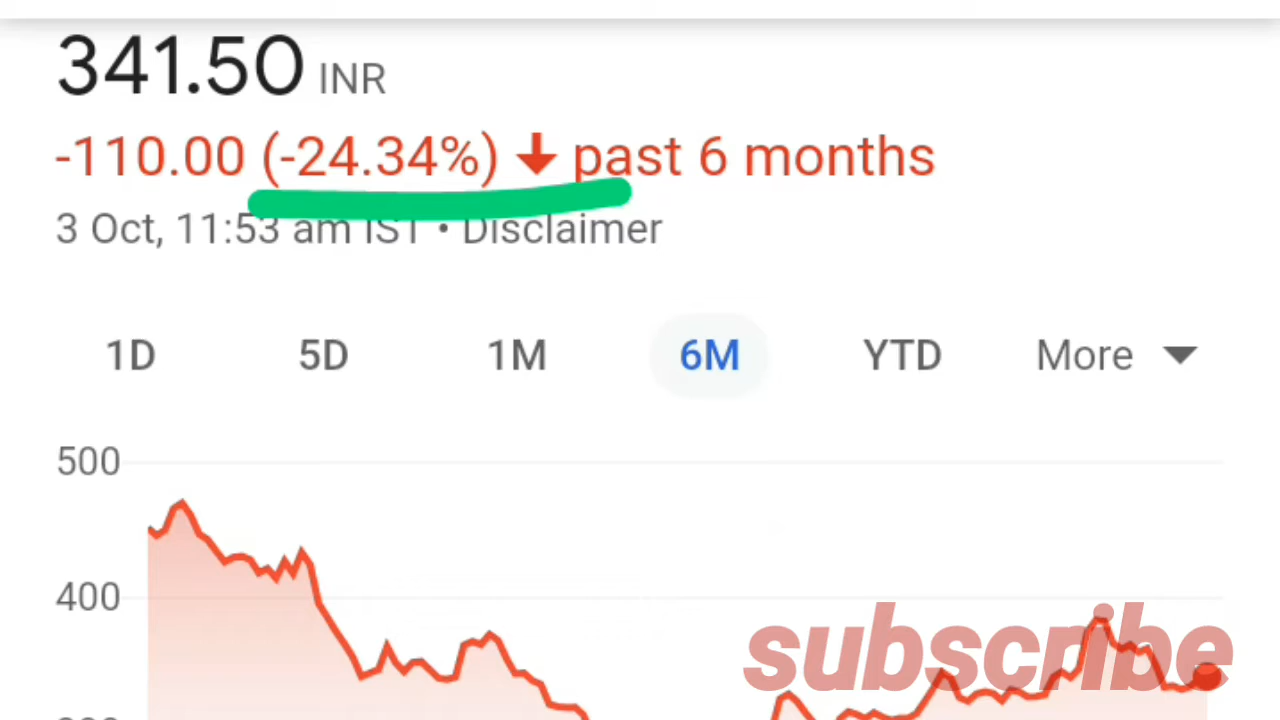 341.50 INR
-110.00 (-24.34%) ↓ past 6 months
3 Oct, 11:53 am IST • Disclaimer
1D 5D 1M 6M YTD More
500
400
subscribe